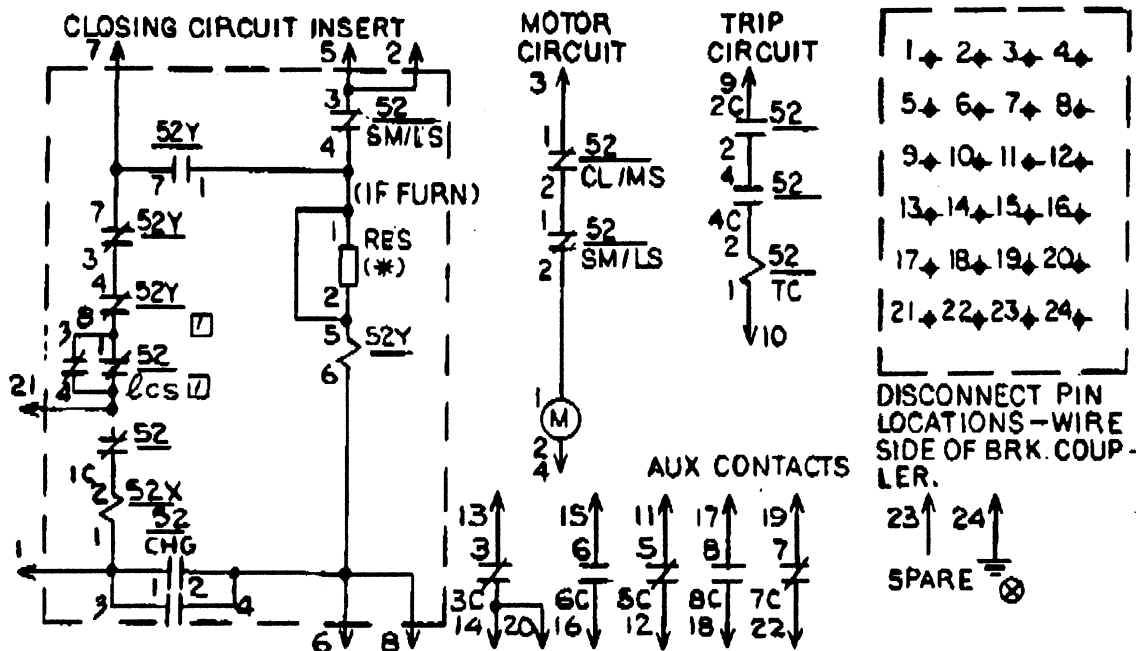 CLOSING CIRCUIT INSERT
7
5
2
3
52
SM/LS
4
52Y
7
1
(IF FURN)
7
52Y
3
1
RES
(*)
2
4
52Y
8
1
3
1
52
4
lcs 1
21
5
52Y
6
52
1C
2
52X
1
52
CHG
1
1
2
3
4
6
8
MOTOR
CIRCUIT
3
1
52
CL/MS
2
1
52
SM/LS
2
1
M
2
4
TRIP
CIRCUIT
9
2C
52
2
4
52
4C
2
52
TC
1
10
1 2 3 4
5 6 7 8
9 10 11 12
13 14 15 16
17 18 19 20
21 22 23 24
DISCONNECT PIN
LOCATIONS-WIRE
SIDE OF BRK. COUP-
LER.
23 24
SPARE
AUX CONTACTS
13 15 11 17 19
3 6 5 8 7
3C 6C 5C 8C 7C
14 20 16 12 18 22